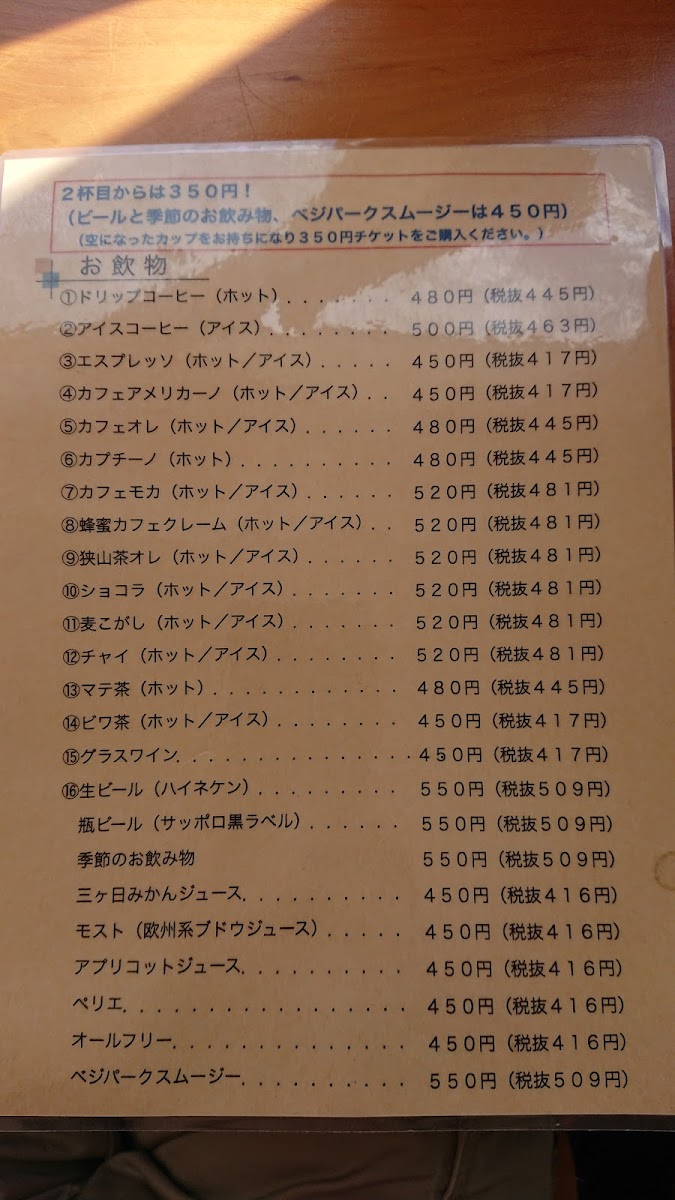 ２杯目からは３５０円！
（ビールと季節のお飲み物、ベジパークスムージーは４５０円）
（空になったカップをお持ちになり３５０円チケットをご購入ください。）
お飲物
①ドリップコーヒー（ホット）．．．．．．．４８０円（税抜４４５円）
②アイスコーヒー（アイス）．．．．．．．．５００円（税抜４６３円）
③エスプレッソ（ホット／アイス）．．．．．４５０円（税抜４１７円）
④カフェアメリカーノ（ホット／アイス）．．４５０円（税抜４１７円）
⑤カフェオレ（ホット／アイス）．．．．．．４８０円（税抜４４５円）
⑥カプチーノ（ホット）．．．．．．．．．．４８０円（税抜４４５円）
⑦カフェモカ（ホット／アイス）．．．．．．５２０円（税抜４８１円）
⑧蜂蜜カフェクレーム（ホット／アイス）．．５２０円（税抜４８１円）
⑨狭山茶オレ（ホット／アイス）．．．．．．５２０円（税抜４８１円）
⑩ショコラ（ホット／アイス）．．．．．．．５２０円（税抜４８１円）
⑪麦こがし（ホット／アイス）．．．．．．．５２０円（税抜４８１円）
⑫チャイ（ホット／アイス）．．．．．．．．５２０円（税抜４８１円）
⑬マテ茶（ホット）．．．．．．．．．．．．４８０円（税抜４４５円）
⑭ビワ茶（ホット／アイス）．．．．．．．．４５０円（税抜４１７円）
⑮グラスワイン．．．．．．．．．．．．．．４５０円（税抜４１７円）
⑯生ビール（ハイネケン）．．．．．．．．．５５０円（税抜５０９円）
瓶ビール（サッポロ黒ラベル）．．．．．．５５０円（税抜５０９円）
季節のお飲み物　５５０円（税抜５０９円）
三ヶ日みかんジュース．．．．．．．．．．４５０円（税抜４１６円）
モスト（欧州系ブドウジュース）．．．．．４５０円（税抜４１６円）
アプリコットジュース．．．．．．．．．．４５０円（税抜４１６円）
ペリエ．．．．．．．．．．．．．．．．．４５０円（税抜４１６円）
オールフリー．．．．．．．．．．．．．．４５０円（税抜４１６円）
ベジパークスムージー．．．．．．．．．．５５０円（税抜５０９円）